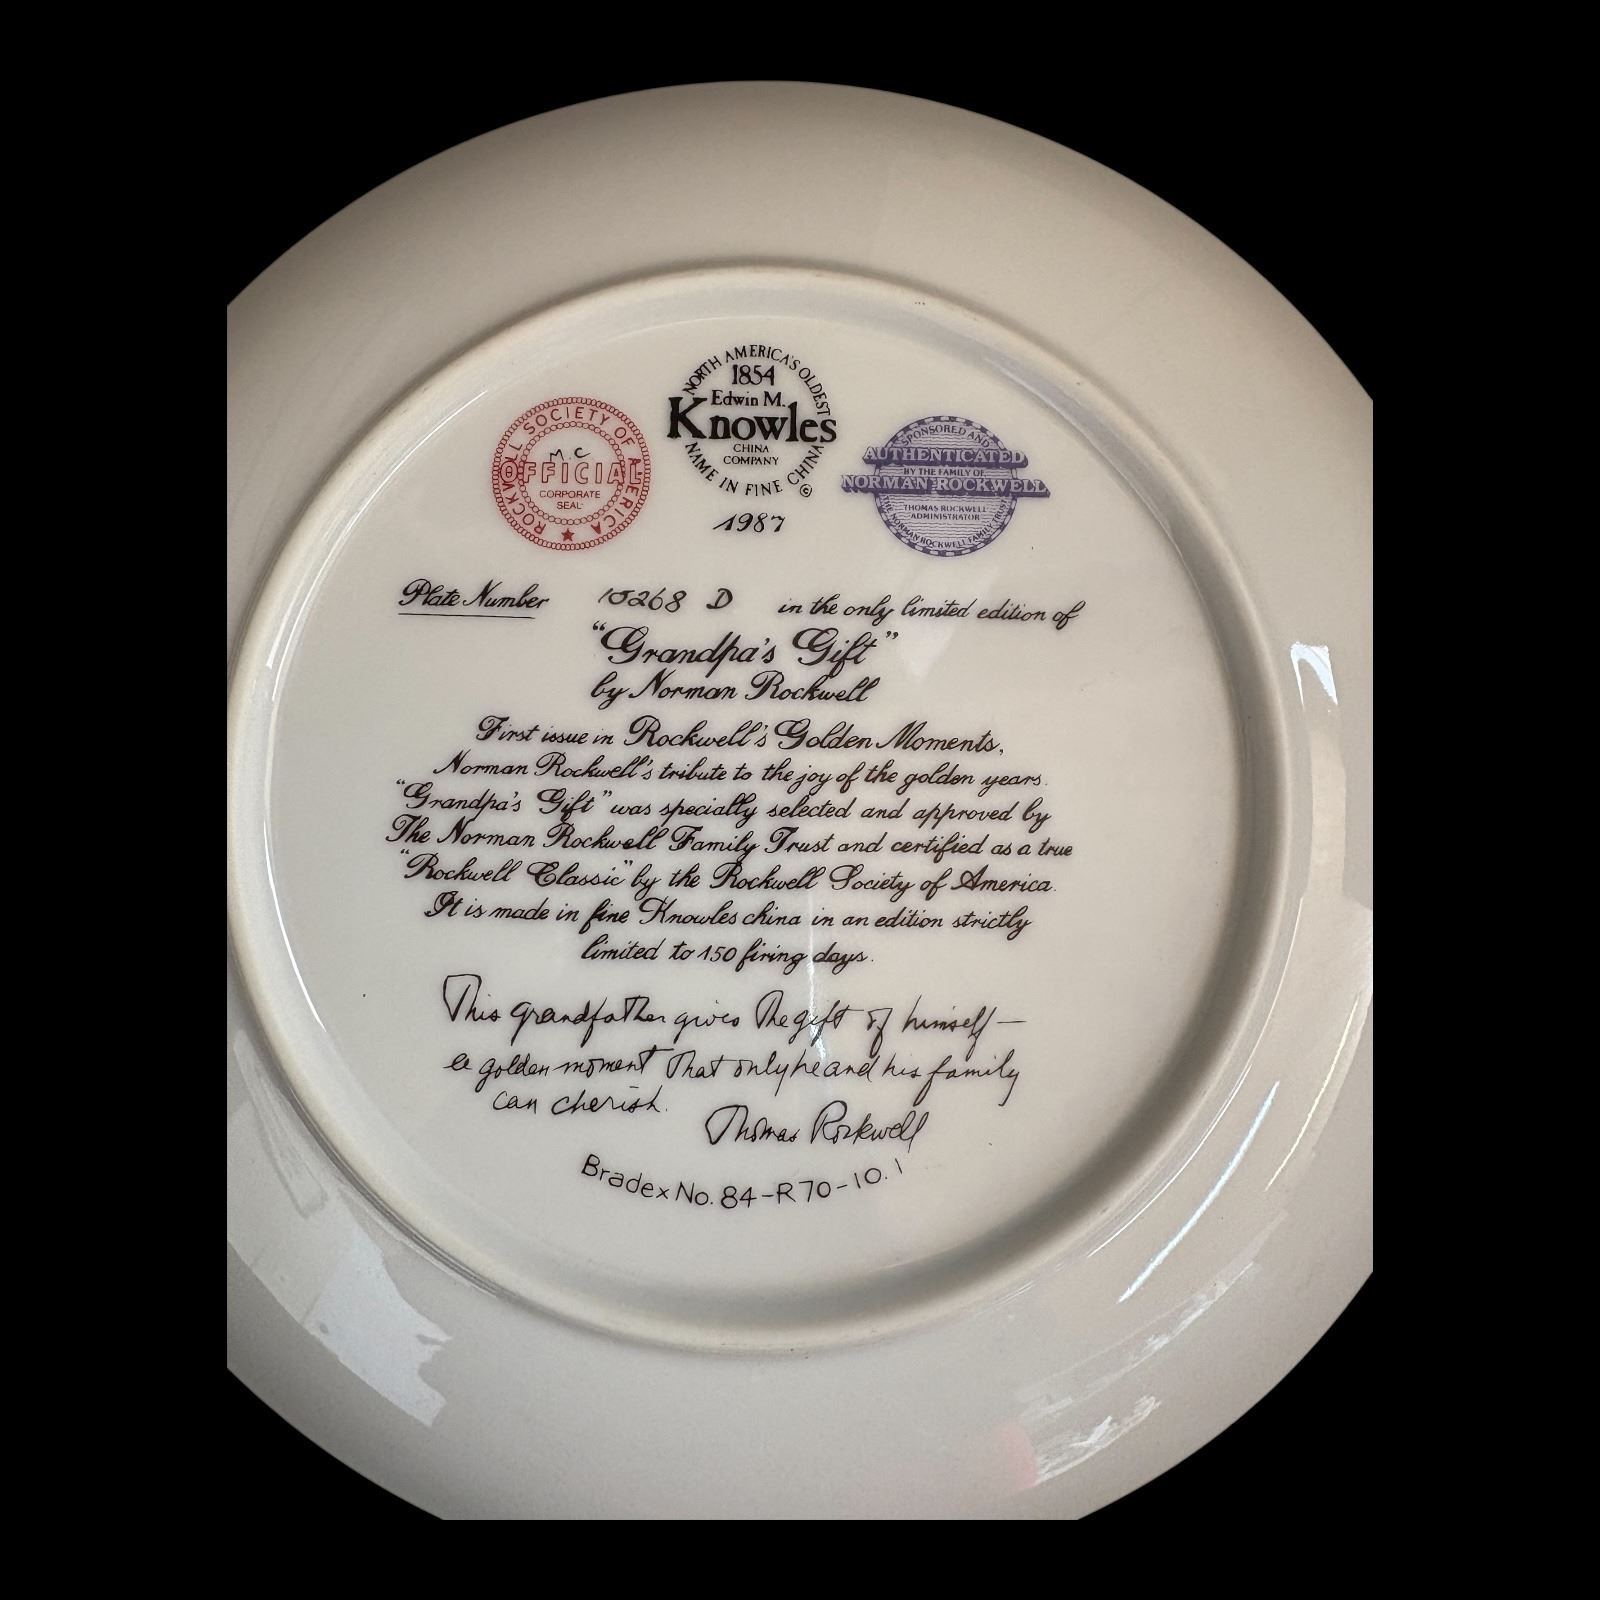 ROCKWELL SOCIETY OF AMERICA
M.C
OFFICIAL
CORPORATE
SEAL
NORTH AMERICA'S OLDEST
1854
Edwin M.
Knowles
CHINA
COMPANY
NAME IN FINE CHINA
©
1987
SPONSORED AND
AUTHENTICATED
BY THE FAMILY OF
NORMAN ROCKWELL
THOMAS ROCKWELL
ADMINISTRATOR
THE NORMAN ROCKWELL FAMILY TRUST
Plate Number 10268 D in the only limited edition of
"Grandpa's Gift"
by Norman Rockwell
First issue in Rockwell's Golden Moments,
Norman Rockwell's tribute to the joy of the golden years.
"Grandpa's Gift" was specially selected and approved by
The Norman Rockwell Family Trust and certified as a true
"Rockwell Classic" by the Rockwell Society of America.
It is made in fine Knowles china in an edition strictly
limited to 150 firing days.
This grandfather gives the gift of himself—
a golden moment that only he and his family
can cherish.
Thomas Rockwell
Bradex No. 84-R70-10.1